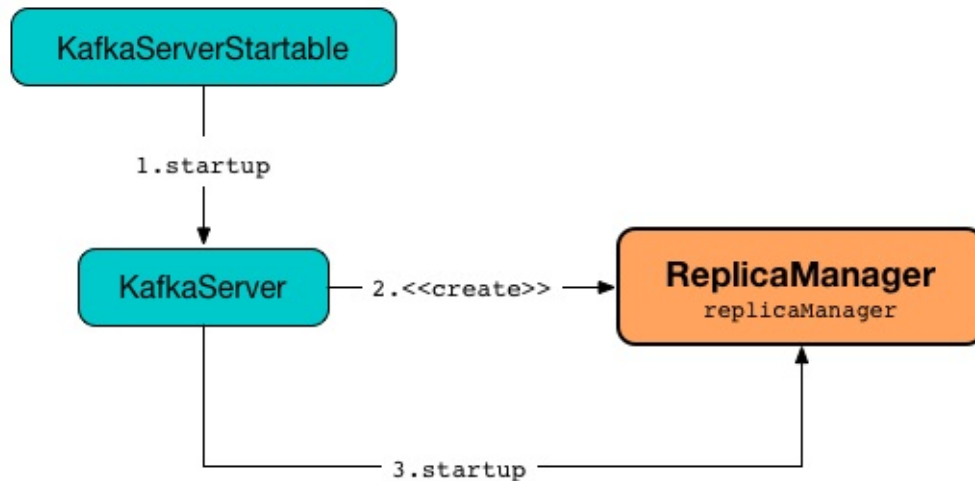 KafkaServerStartable
1.startup
KafkaServer
2.<<create>>
ReplicaManager
replicaManager
3.startup